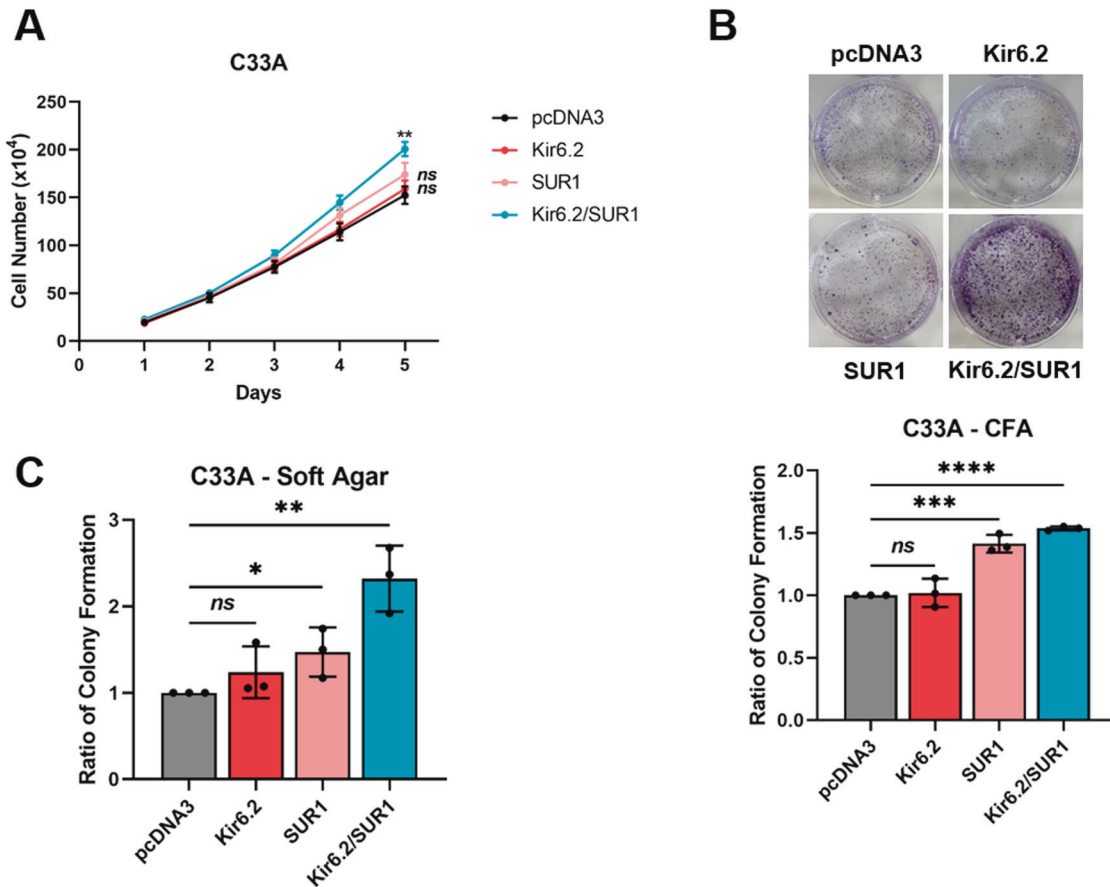 A
C33A
Cell Number (x10⁴)
250
200
150
100
50
0
0 1 2 3 4 5
Days
**
ns
ns
pcDNA3
Kir6.2
SUR1
Kir6.2/SUR1
B
pcDNA3 Kir6.2
SUR1 Kir6.2/SUR1
C33A - CFA
Ratio of Colony Formation
2.0
1.5
1.0
0.5
0.0
****
***
ns
pcDNA3
Kir6.2
SUR1
Kir6.2/SUR1
C
C33A - Soft Agar
Ratio of Colony Formation
3
2
1
0
**
*
ns
pcDNA3
Kir6.2
SUR1
Kir6.2/SUR1